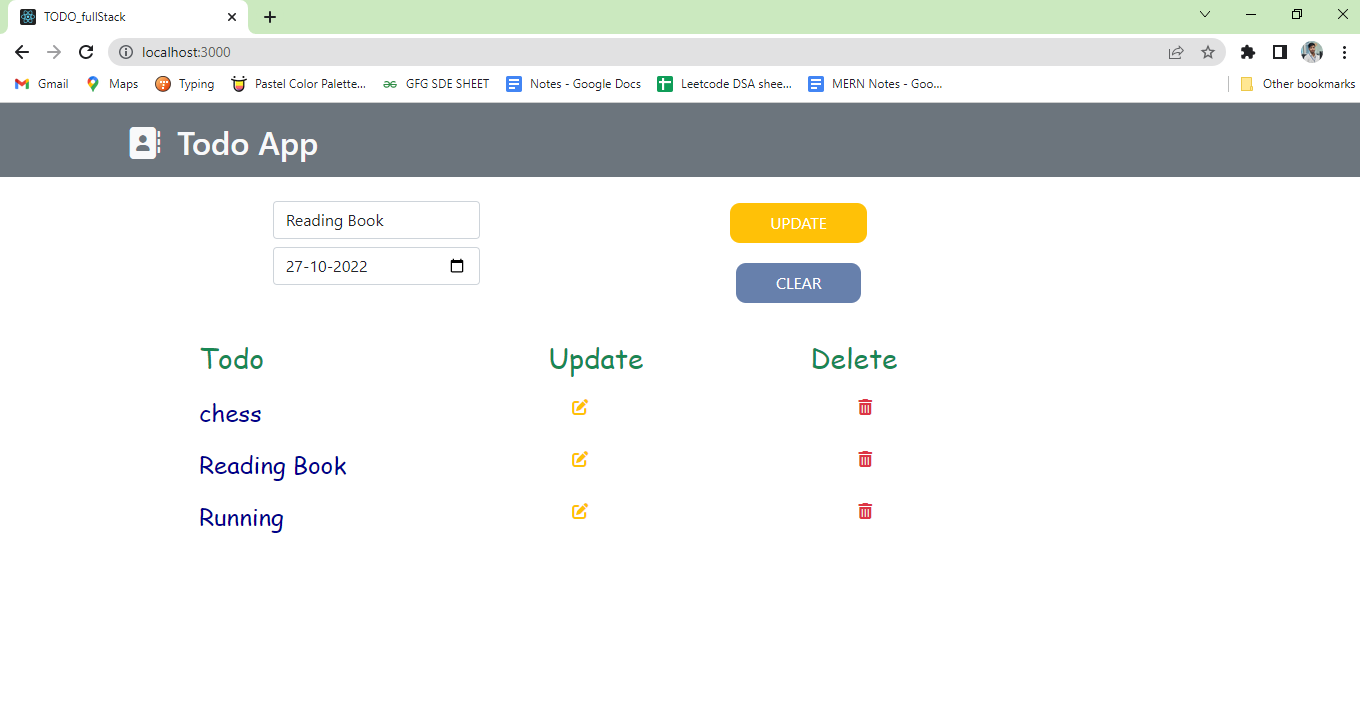 TODO_fullStack
localhost:3000
Gmail Maps Typing Pastel Color Palette... GFG SDE SHEET Notes - Google Docs Leetcode DSA shee... MERN Notes - Goo... Other bookmarks
Todo App
Reading Book UPDATE
27-10-2022 CLEAR
Todo Update Delete
chess
Reading Book
Running